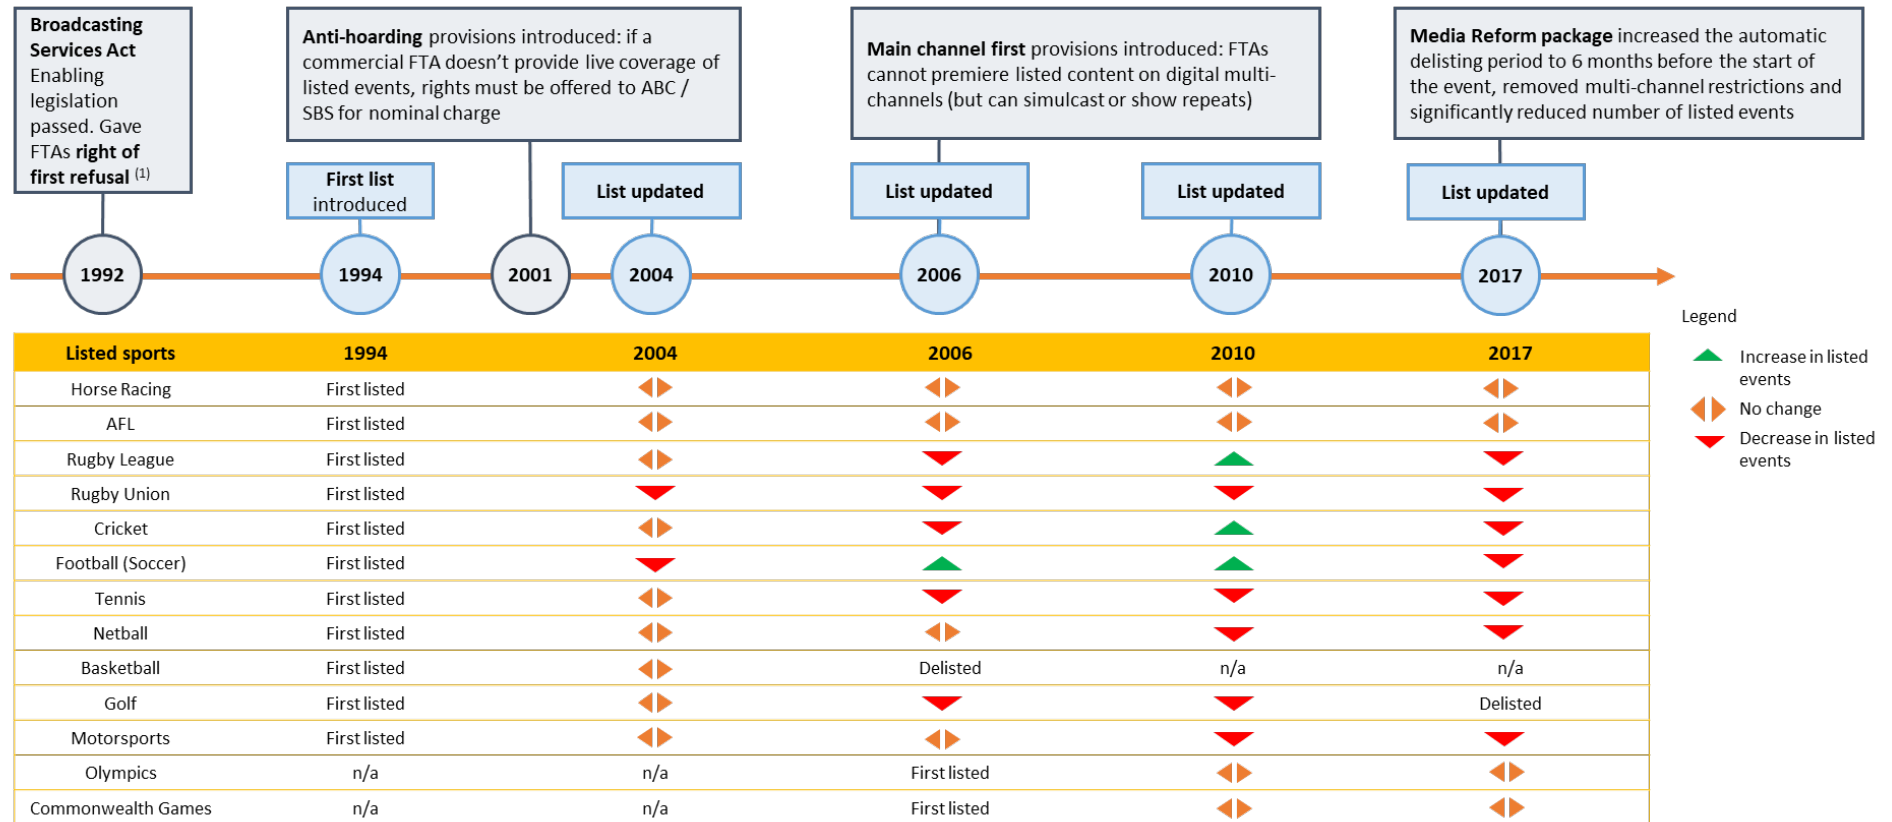 Broadcasting
Services Act
Enabling
legislation
passed. Gave
FTAs right of
first refusal (1)
Anti-hoarding provisions introduced: if a
commercial FTA doesn't provide live coverage of
listed events, rights must be offered to ABC /
SBS for nominal charge
Main channel first provisions introduced: FTAs
cannot premiere listed content on digital multi-
channels (but can simulcast or show repeats)
Media Reform package increased the automatic
delisting period to 6 months before the start of
the event, removed multi-channel restrictions and
significantly reduced number of listed events
First list
introduced
List updated
List updated
List updated
List updated
1992 1994 2001 2004 2006 2010 2017
Listed sports 1994 2004 2006 2010 2017
Horse Racing First listed
AFL First listed
Rugby League First listed
Rugby Union First listed
Cricket First listed
Football (Soccer) First listed
Tennis First listed
Netball First listed
Basketball First listed Delisted n/a n/a
Golf First listed Delisted
Motorsports First listed
Olympics n/a n/a First listed
Commonwealth Games n/a n/a First listed
Legend
Increase in listed
events
No change
Decrease in listed
events